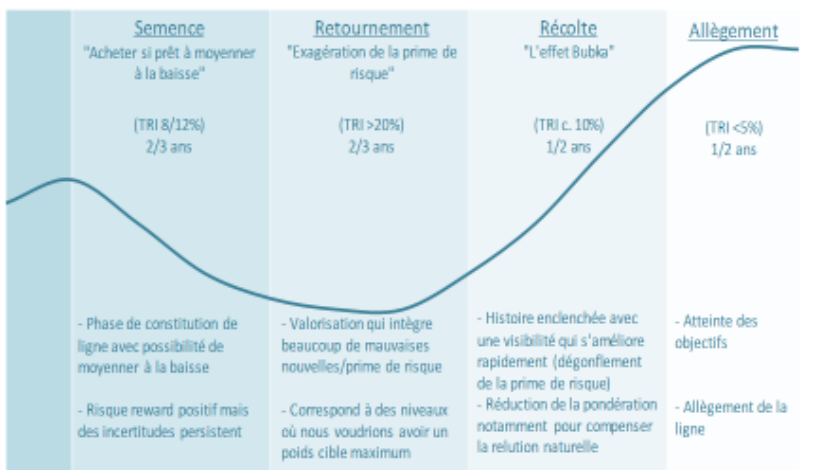 Semence
"Acheter si prêt à moyenner
à la baisse"
(TRI 8/12%)
2/3 ans
- Phase de constitution de
ligne avec possibilité de
moyenner à la baisse
- Risque reward positif mais
des incertitudes persistent
Retournement
"Exagération de la prime de
risque"
(TRI >20%)
2/3 ans
- Valorisation qui intègre
beaucoup de mauvaises
nouvelles/prime de risque
- Correspond à des niveaux
où nous voudrions avoir un
poids cible maximum
Récolte
"L'effet Bubka"
(TRI c. 10%)
1/2 ans
- Histoire enclenchée avec
une visibilité qui s'améliore
rapidement (dégonflement
de la prime de risque)
- Réduction de la pondération
notamment pour compenser
la relution naturelle
Allègement
(TRI <5%)
1/2 ans
- Atteinte des
objectifs
- Allègement de la
ligne